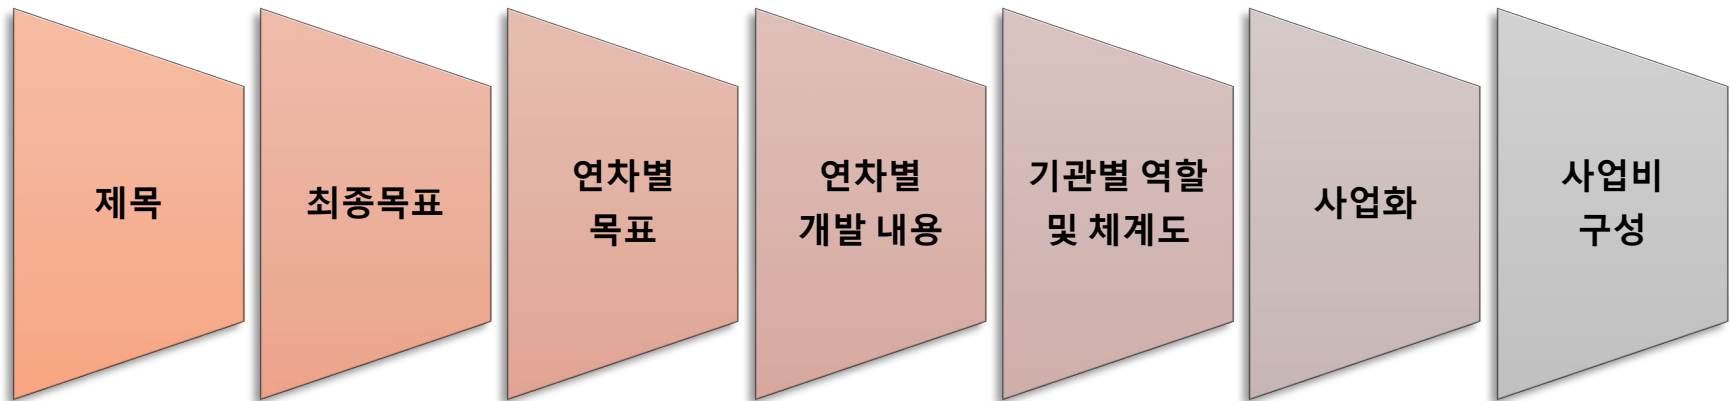 제목
최종목표
연차별
목표
연차별
개발 내용
기관별 역할
및 체계도
사업화
사업비
구성